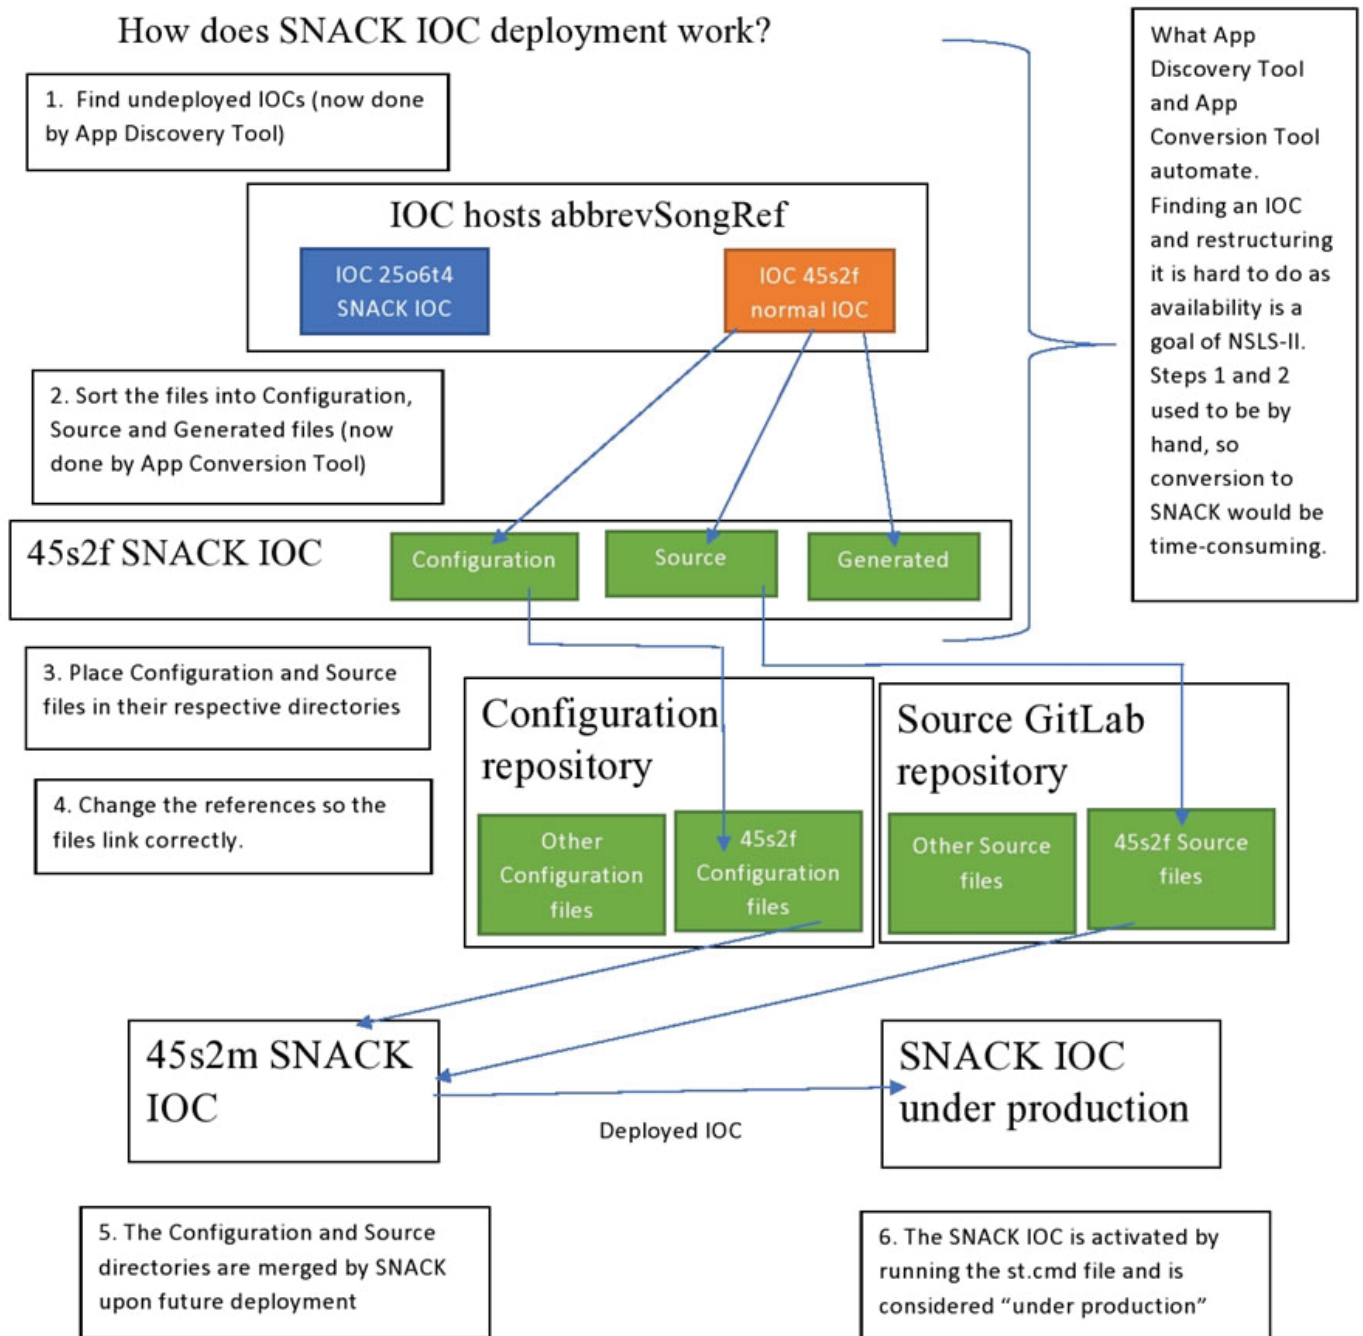 How does SNACK IOC deployment work?
1. Find undeployed IOCs (now done
by App Discovery Tool)
IOC hosts abbrevSongRef
IOC 25o6t4
SNACK IOC
IOC 45s2f
normal IOC
2. Sort the files into Configuration,
Source and Generated files (now
done by App Conversion Tool)
45s2f SNACK IOC
Configuration
Source
Generated
What App
Discovery Tool
and App
Conversion Tool
automate.
Finding an IOC
and restructuring
it is hard to do as
availability is a
goal of NSLS-II.
Steps 1 and 2
used to be by
hand, so
conversion to
SNACK would be
time-consuming.
3. Place Configuration and Source
files in their respective directories
4. Change the references so the
files link correctly.
Configuration
repository
Other
Configuration
files
45s2f
Configuration
files
Source GitLab
repository
Other Source
files
45s2f Source
files
45s2m SNACK
IOC
Deployed IOC
SNACK IOC
under production
5. The Configuration and Source
directories are merged by SNACK
upon future deployment
6. The SNACK IOC is activated by
running the st.cmd file and is
considered “under production”